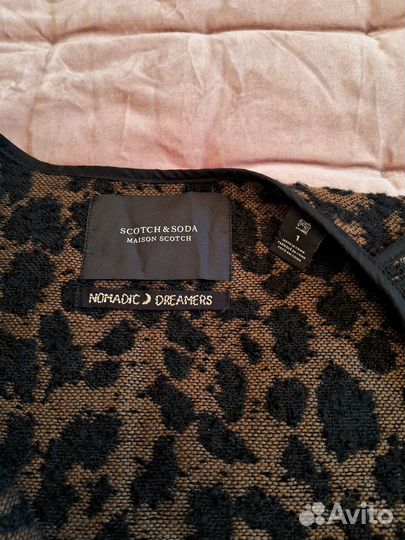 SCOTCH & SODA
MAISON SCOTCH
NOMADIC DREAMERS
1
Avito